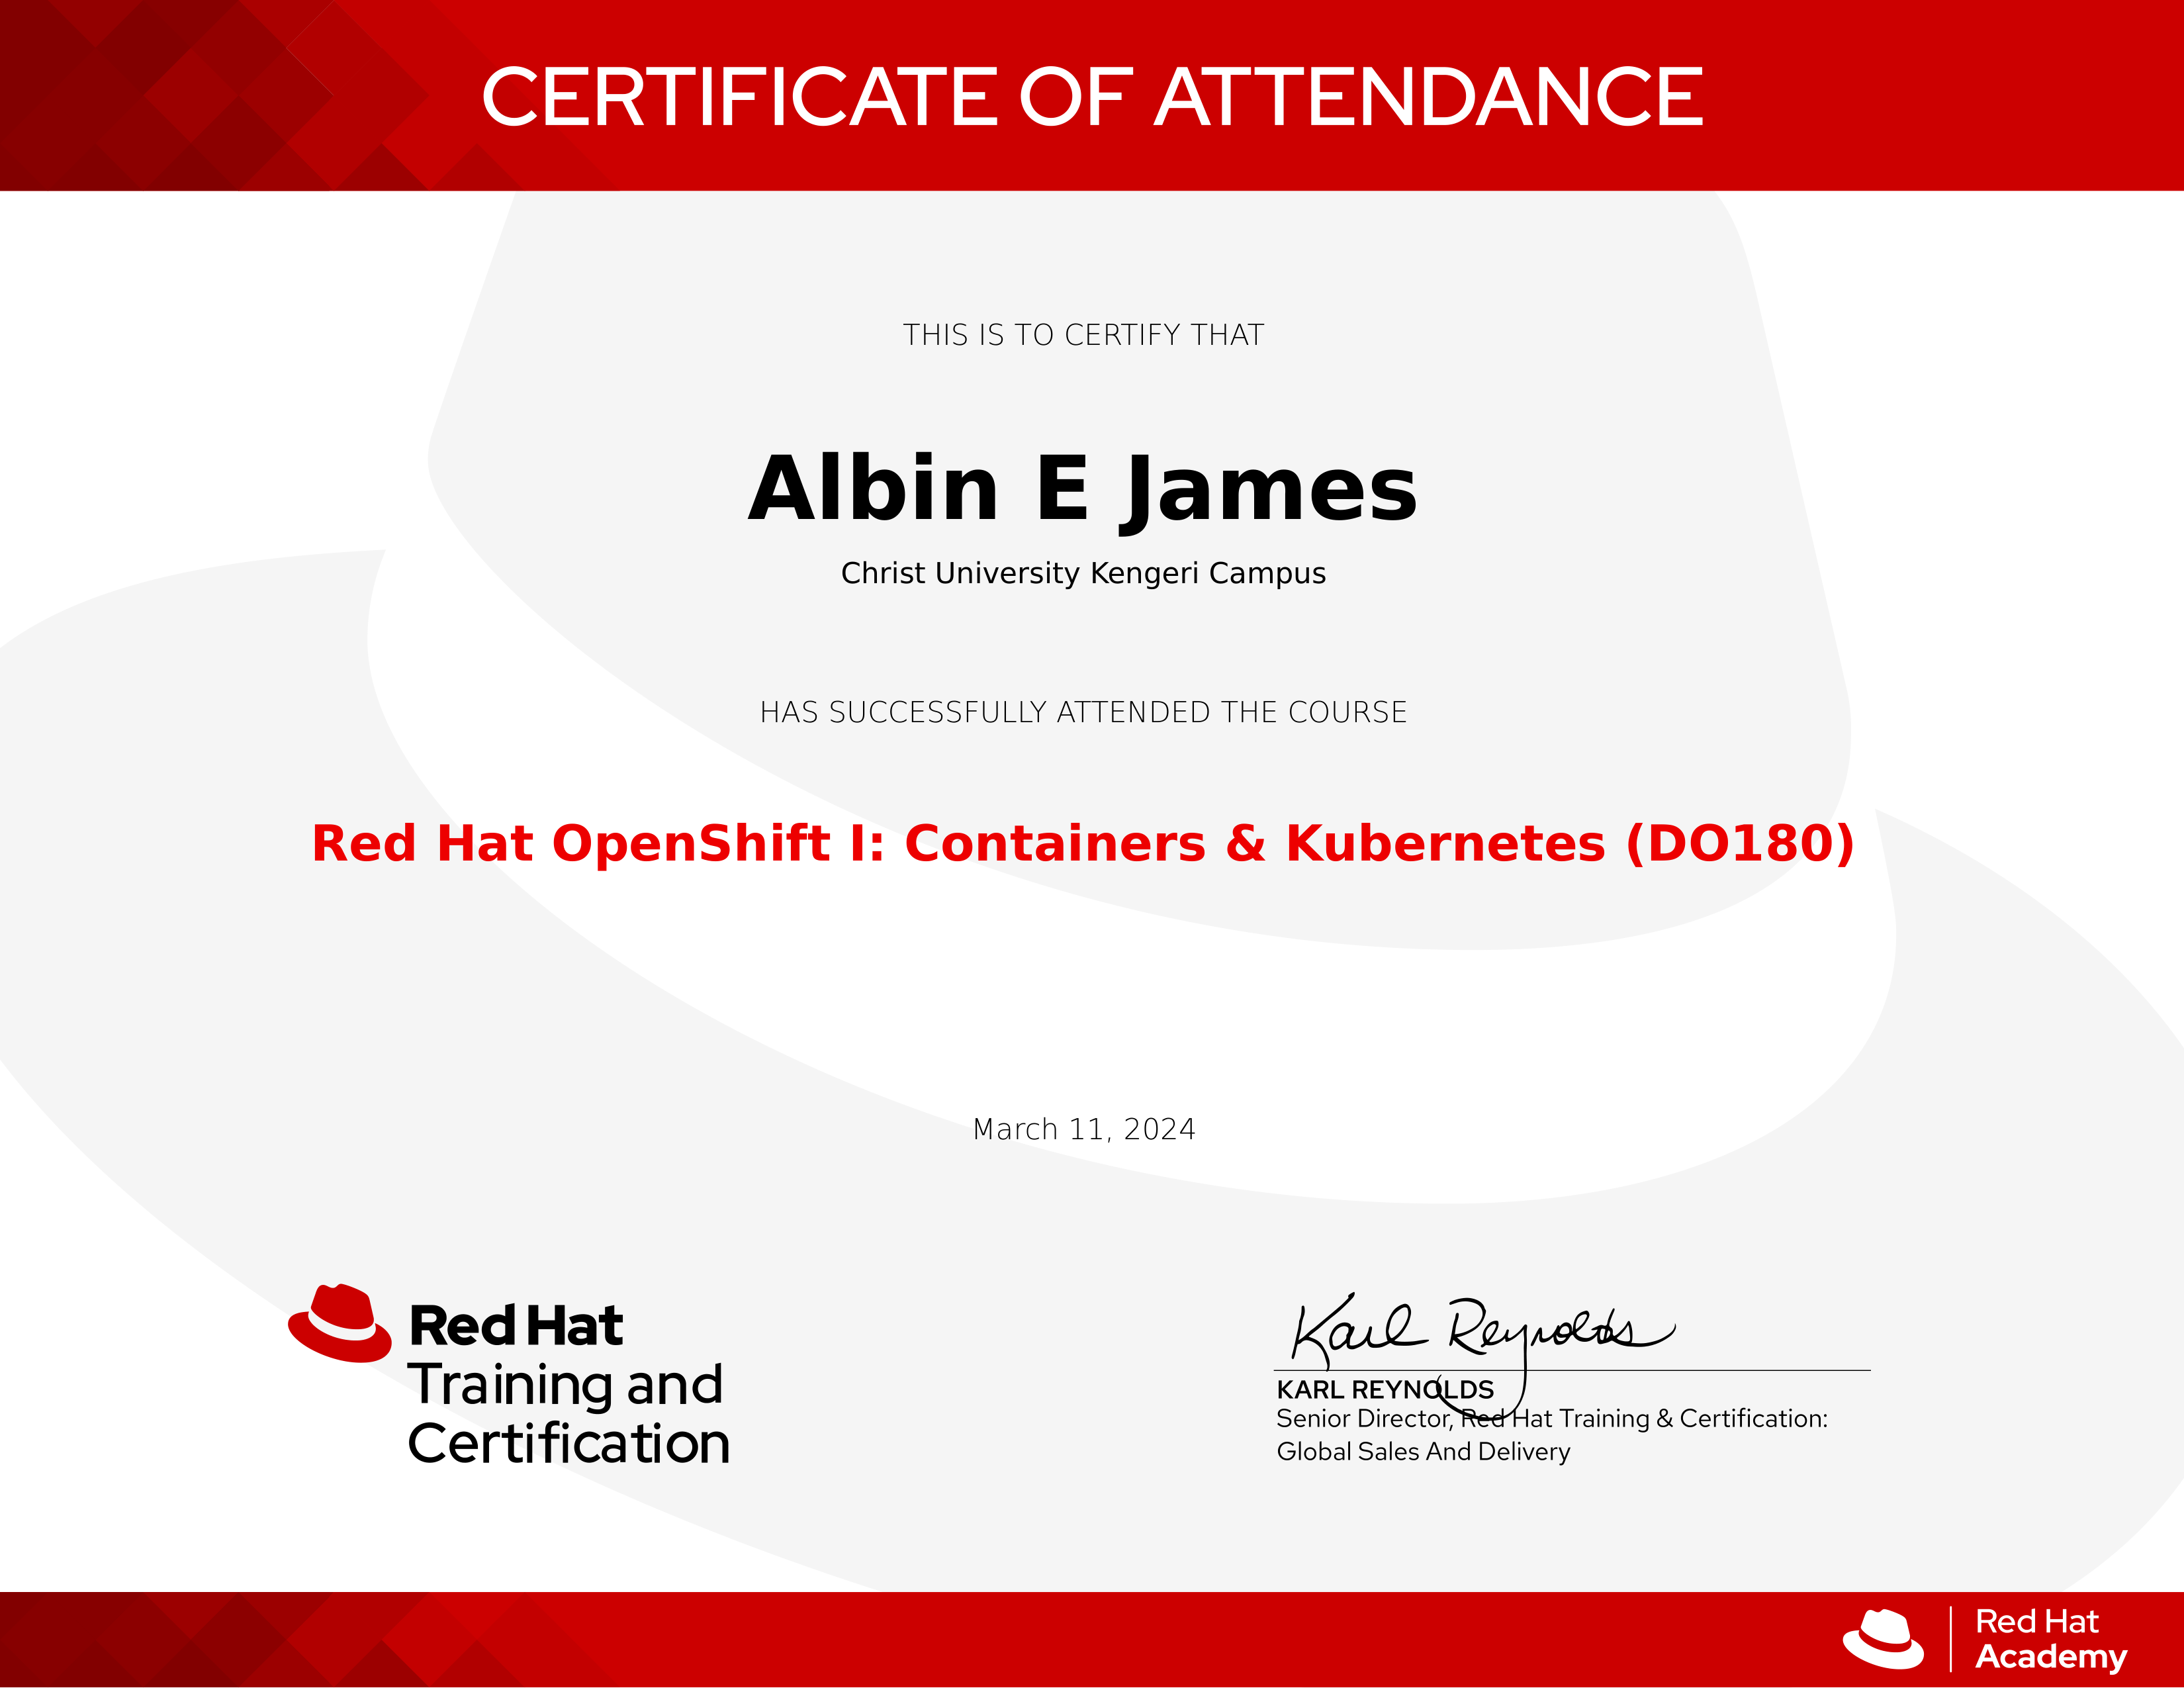 CERTIFICATE OF ATTENDANCE
THIS IS TO CERTIFY THAT
Albin E James
Christ University Kengeri Campus
HAS SUCCESSFULLY ATTENDED THE COURSE
Red Hat OpenShift I: Containers & Kubernetes (DO180)
March 11, 2024
Red Hat
Training and
Certification
Karl Reynolds
KARL REYNOLDS
Senior Director, Red Hat Training & Certification:
Global Sales And Delivery
Red Hat
Academy